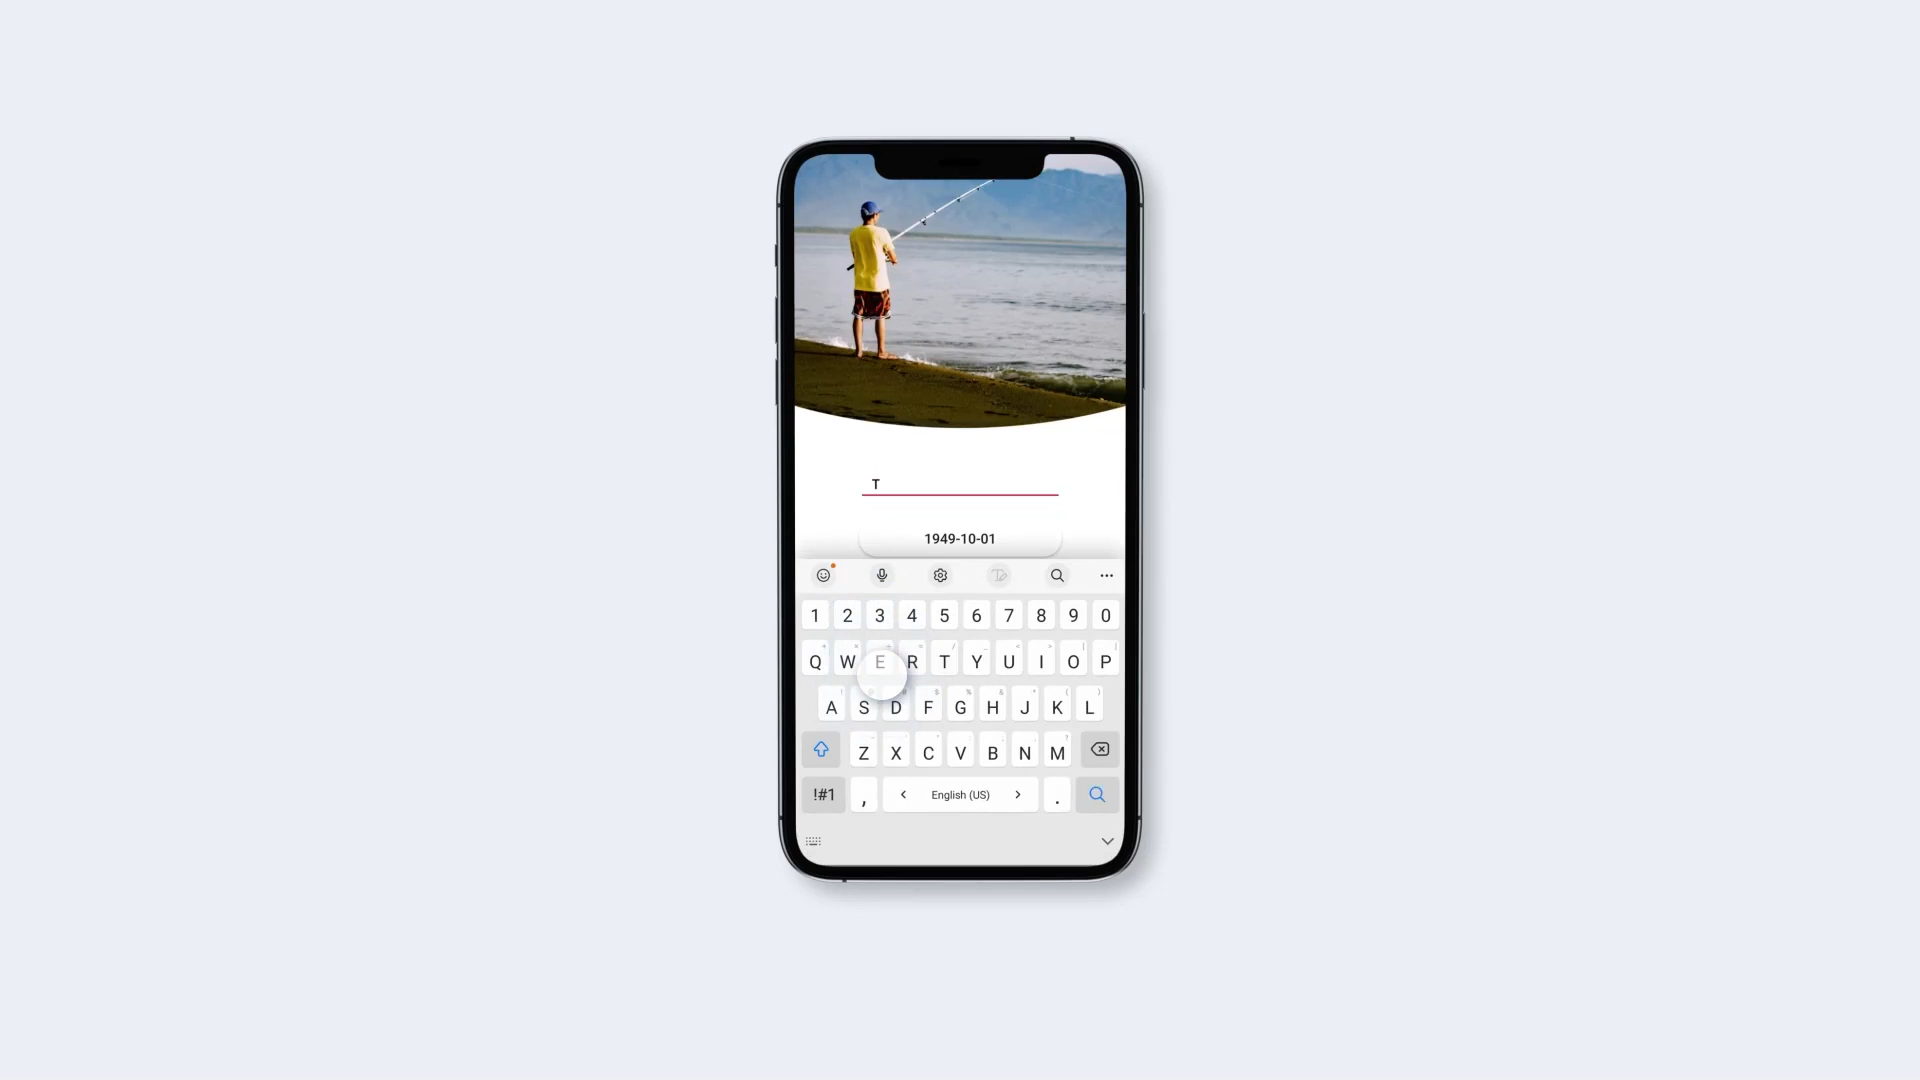 T
1949-10-01
1 2 3 4 5 6 7 8 9 0
Q W E R T Y U I O P
A S D F G H J K L
Z X C V B N M
!#1 , < English (US) > .